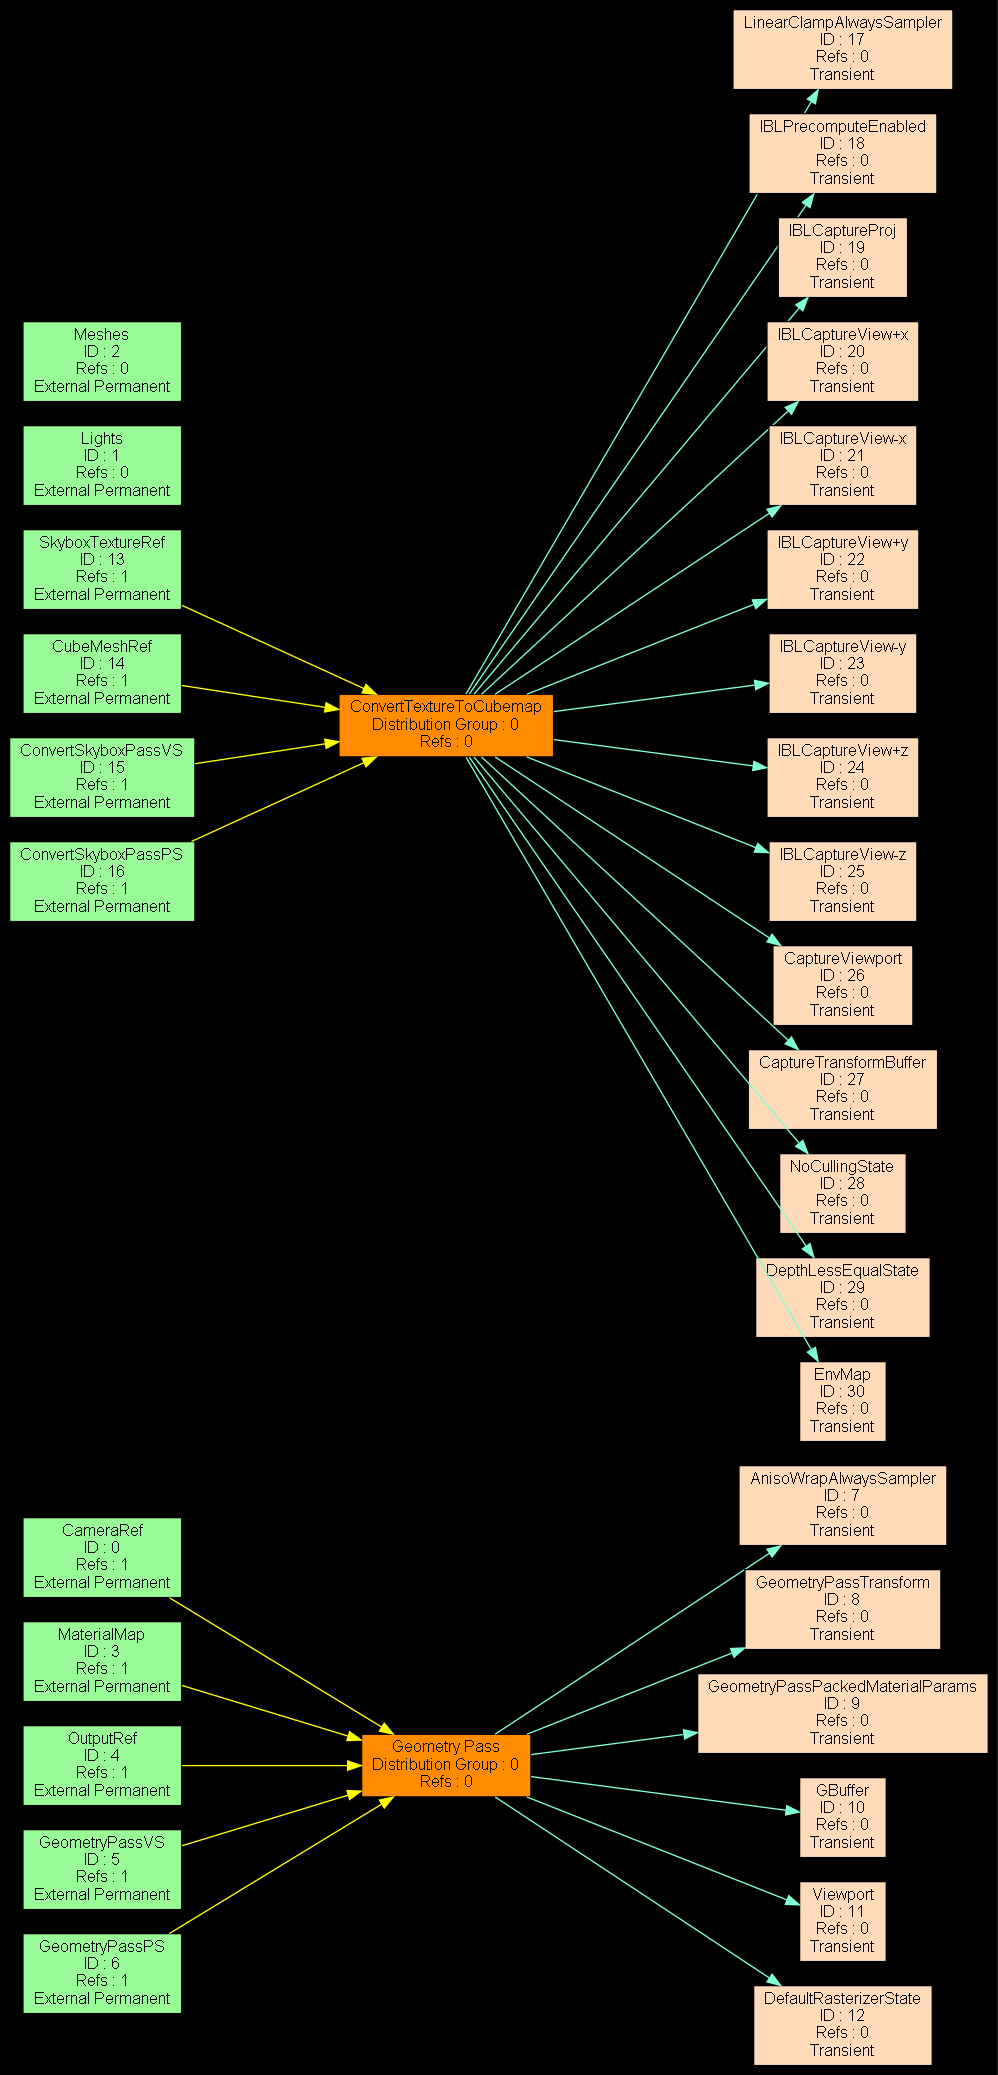 LinearClampAlwaysSampler
ID : 17
Refs : 0
Transient
IBLPrecomputeEnabled
ID : 18
Refs : 0
Transient
IBLCaptureProj
ID : 19
Refs : 0
Transient
Meshes
ID : 2
Refs : 0
External Permanent
IBLCaptureView+x
ID : 20
Refs : 0
Transient
Lights
ID : 1
Refs : 0
External Permanent
IBLCaptureView-x
ID : 21
Refs : 0
Transient
SkyboxTextureRef
ID : 13
Refs : 1
External Permanent
IBLCaptureView+y
ID : 22
Refs : 0
Transient
CubeMeshRef
ID : 14
Refs : 1
External Permanent
IBLCaptureView-y
ID : 23
Refs : 0
Transient
ConvertTextureToCubemap
Distribution Group : 0
Refs : 0
ConvertSkyboxPassVS
ID : 15
Refs : 1
External Permanent
IBLCaptureView+z
ID : 24
Refs : 0
Transient
ConvertSkyboxPassPS
ID : 16
Refs : 1
External Permanent
IBLCaptureView-z
ID : 25
Refs : 0
Transient
CaptureViewport
ID : 26
Refs : 0
Transient
CaptureTransformBuffer
ID : 27
Refs : 0
Transient
NoCullingState
ID : 28
Refs : 0
Transient
DepthLessEqualState
ID : 29
Refs : 0
Transient
EnvMap
ID : 30
Refs : 0
Transient
AnisoWrapAlwaysSampler
ID : 7
Refs : 0
Transient
CameraRef
ID : 0
Refs : 1
External Permanent
GeometryPassTransform
ID : 8
Refs : 0
Transient
MaterialMap
ID : 3
Refs : 1
External Permanent
GeometryPassPackedMaterialParams
ID : 9
Refs : 0
Transient
OutputRef
ID : 4
Refs : 1
External Permanent
Geometry Pass
Distribution Group : 0
Refs : 0
GBuffer
ID : 10
Refs : 0
Transient
GeometryPassVS
ID : 5
Refs : 1
External Permanent
Viewport
ID : 11
Refs : 0
Transient
GeometryPassPS
ID : 6
Refs : 1
External Permanent
DefaultRasterizerState
ID : 12
Refs : 0
Transient